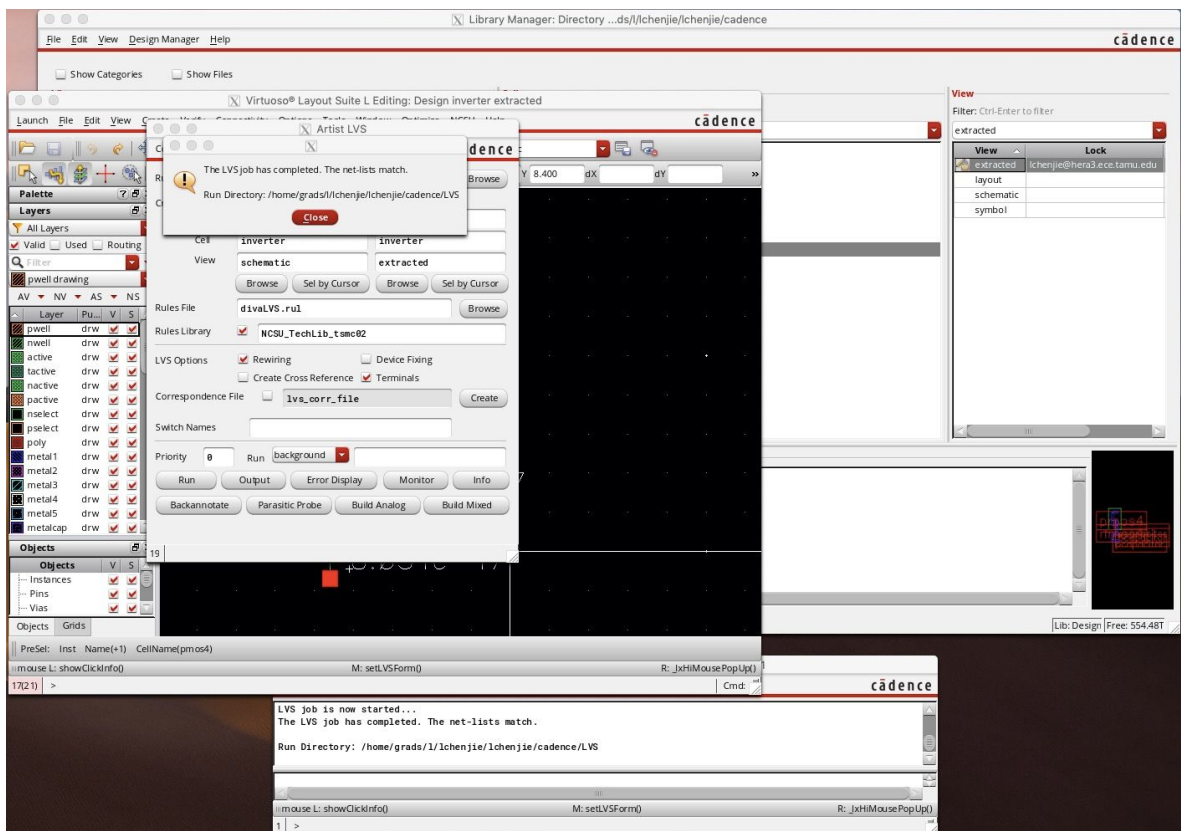 Library Manager: Directory ...ds/l/lchenjie/lchenjie/cadence
File Edit View Design Manager Help
cādence
Show Categories Show Files
View
Filter: Ctrl-Enter to filter
extracted
View Lock
extracted lchenjie@hera3.ece.tamu.edu
layout
schematic
symbol
Lib: Design Free: 554.48T
Virtuoso® Layout Suite L Editing: Design inverter extracted
Launch File Edit View
cādence
Y 8.400 dX dY »
Palette
Layers
All Layers
Valid Used Routing
Filter
pwell drawing
AV NV AS NS
Layer Pu... V S
pwell drw
nwell drw
active drw
tactive drw
nactive drw
pactive drw
nselect drw
pselect drw
poly drw
metal1 drw
metal2 drw
metal3 drw
metal4 drw
metal5 drw
metalcap drw
Objects
Objects V S
Instances
Pins
Vias
Objects Grids
PreSel: Inst Name(+1) CellName(pmos4)
mouse L: showClickInfo() M: setLVSForm() R: _lxHiMousePopUp()
17(21) > Cmd:
Artist LVS
dence
The LVS job has completed. The net-lists match.
Run Directory: /home/grads/l/lchenjie/lchenjie/cadence/LVS
Close
Browse
Cell inverter inverter
View schematic extracted
Browse Sel by Cursor Browse Sel by Cursor
Rules File divaLVS.rul Browse
Rules Library NCSU_TechLib_tsmc02
LVS Options Rewiring Device Fixing
Create Cross Reference Terminals
Correspondence File lvs_corr_file Create
Switch Names
Priority 0 Run background
Run Output Error Display Monitor Info
Backannotate Parasitic Probe Build Analog Build Mixed
19
cādence
LVS job is now started...
The LVS job has completed. The net-lists match.
Run Directory: /home/grads/l/lchenjie/lchenjie/cadence/LVS
mouse L: showClickInfo() M: setLVSForm() R: _lxHiMousePopUp()
1 >